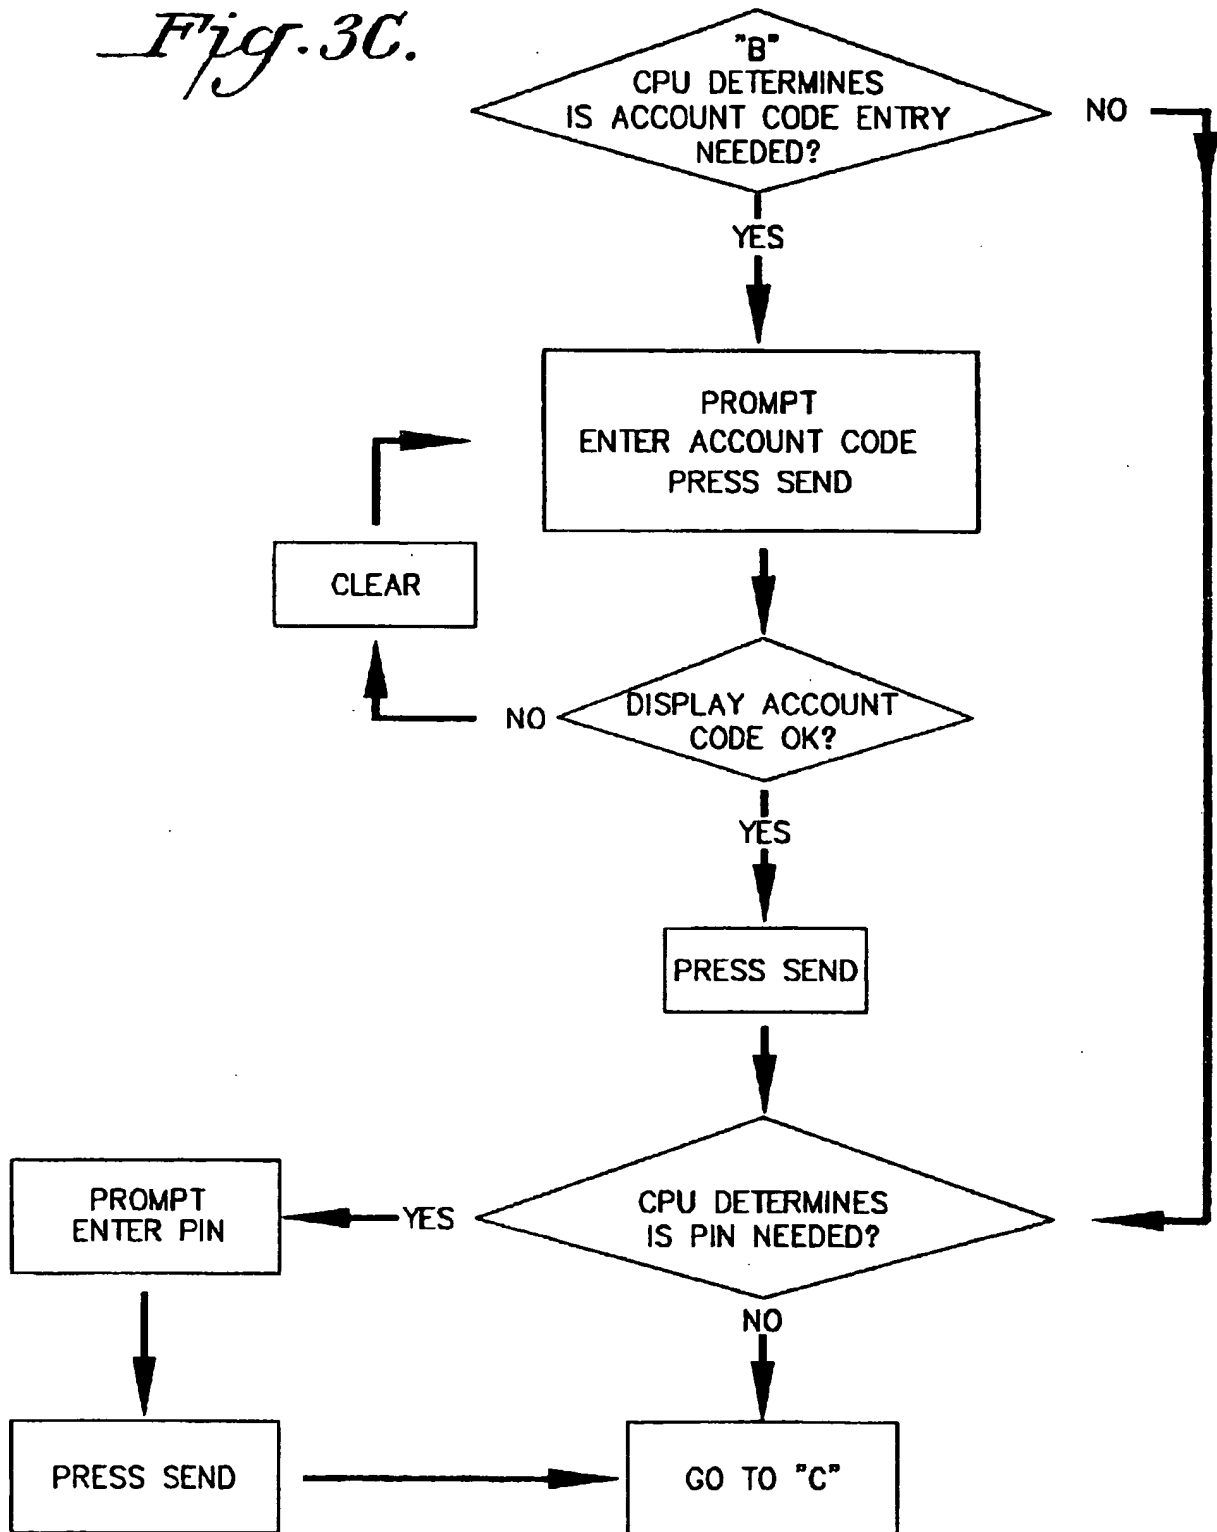 Fig. 3C.
"B"
CPU DETERMINES
IS ACCOUNT CODE ENTRY
NEEDED?
NO
YES
PROMPT
ENTER ACCOUNT CODE
PRESS SEND
CLEAR
NO
DISPLAY ACCOUNT
CODE OK?
YES
PRESS SEND
PROMPT
ENTER PIN
YES
CPU DETERMINES
IS PIN NEEDED?
NO
PRESS SEND
GO TO "C"